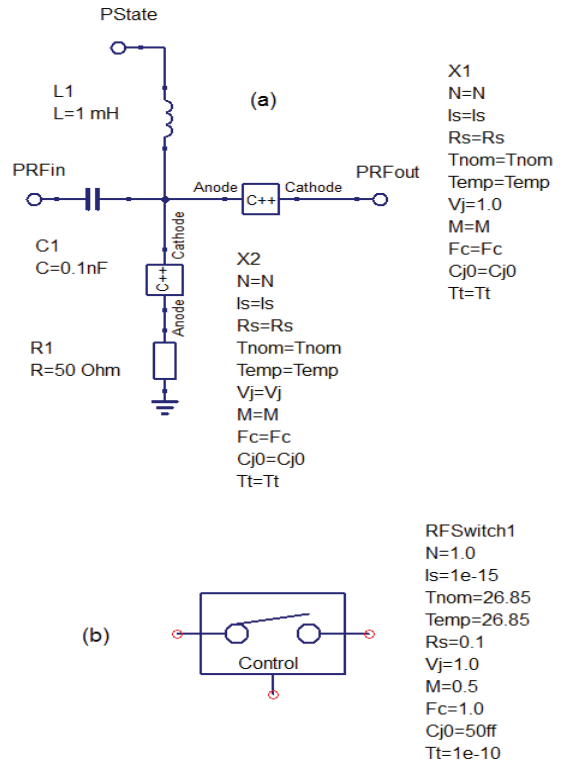 PState
L1
L=1 mH
(a)
PRFin
Anode
C++
Cathode
PRFout
C1
C=0.1nF
Cathode
C++
Anode
R1
R=50 Ohm
X1
N=N
Is=Is
Rs=Rs
Tnom=Tnom
Temp=Temp
Vj=1.0
M=M
Fc=Fc
Cj0=Cj0
Tt=Tt
X2
N=N
Is=Is
Rs=Rs
Tnom=Tnom
Temp=Temp
Vj=Vj
M=M
Fc=Fc
Cj0=Cj0
Tt=Tt
(b)
Control
RFSwitch1
N=1.0
Is=1e-15
Tnom=26.85
Temp=26.85
Rs=0.1
Vj=1.0
M=0.5
Fc=1.0
Cj0=50ff
Tt=1e-10